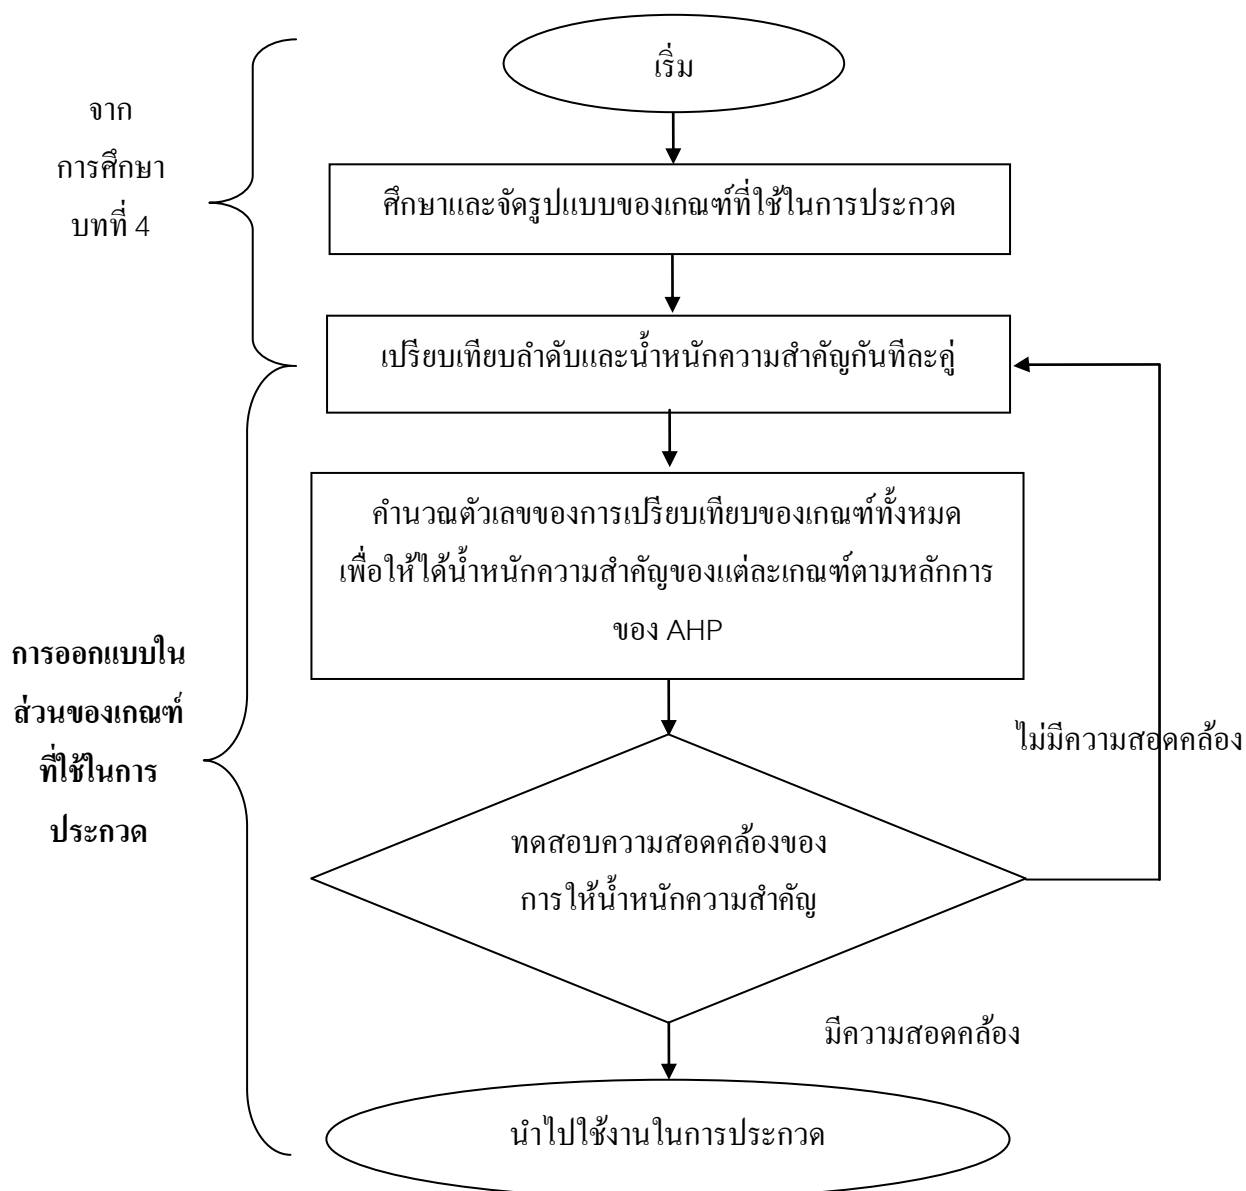 เริ่ม
จาก
การศึกษา
บทที่ 4
ศึกษาและจัดรูปแบบของเกณฑ์ที่ใช้ในการประกวด
เปรียบเทียบลำดับและน้ำหนักความสำคัญกันทีละคู่
คำนวณตัวเลขของการเปรียบเทียบของเกณฑ์ทั้งหมด
เพื่อให้ได้น้ำหนักความสำคัญของแต่ละเกณฑ์ตามหลักการ
ของ AHP
การออกแบบใน
ส่วนของเกณฑ์
ที่ใช้ในการ
ประกวด
ไม่มีความสอดคล้อง
ทดสอบความสอดคล้องของ
การให้น้ำหนักความสำคัญ
มีความสอดคล้อง
นำไปใช้งานในการประกวด